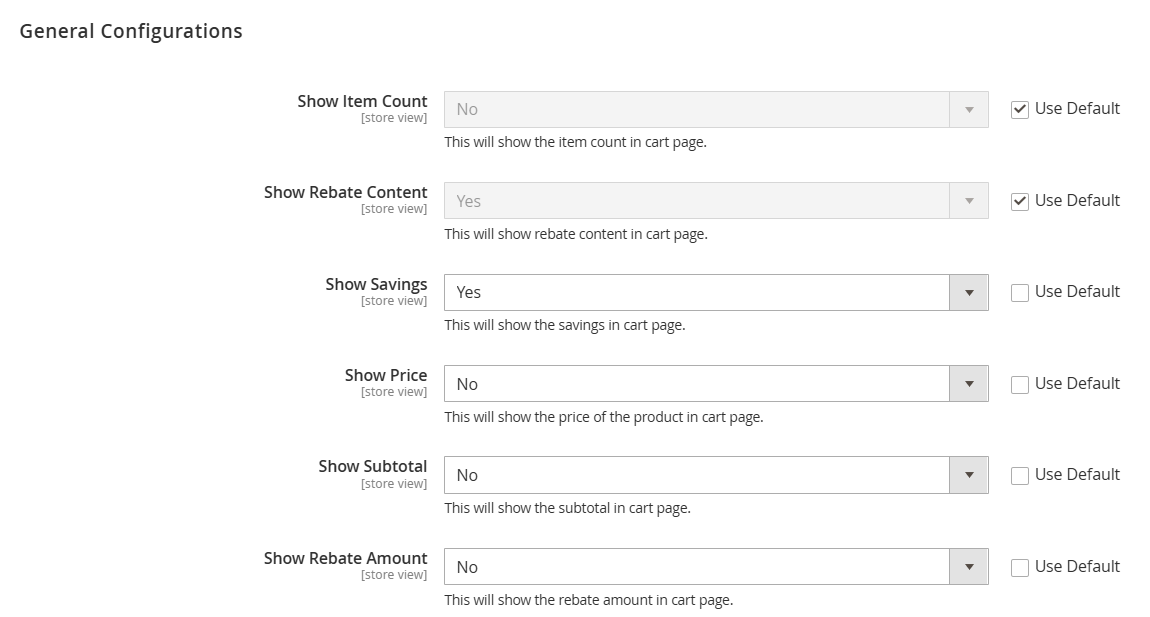 General Configurations
Show Item Count
[store view]
No
Use Default
This will show the item count in cart page.
Show Rebate Content
[store view]
Yes
Use Default
This will show rebate content in cart page.
Show Savings
[store view]
Yes
Use Default
This will show the savings in cart page.
Show Price
[store view]
No
Use Default
This will show the price of the product in cart page.
Show Subtotal
[store view]
No
Use Default
This will show the subtotal in cart page.
Show Rebate Amount
[store view]
No
Use Default
This will show the rebate amount in cart page.